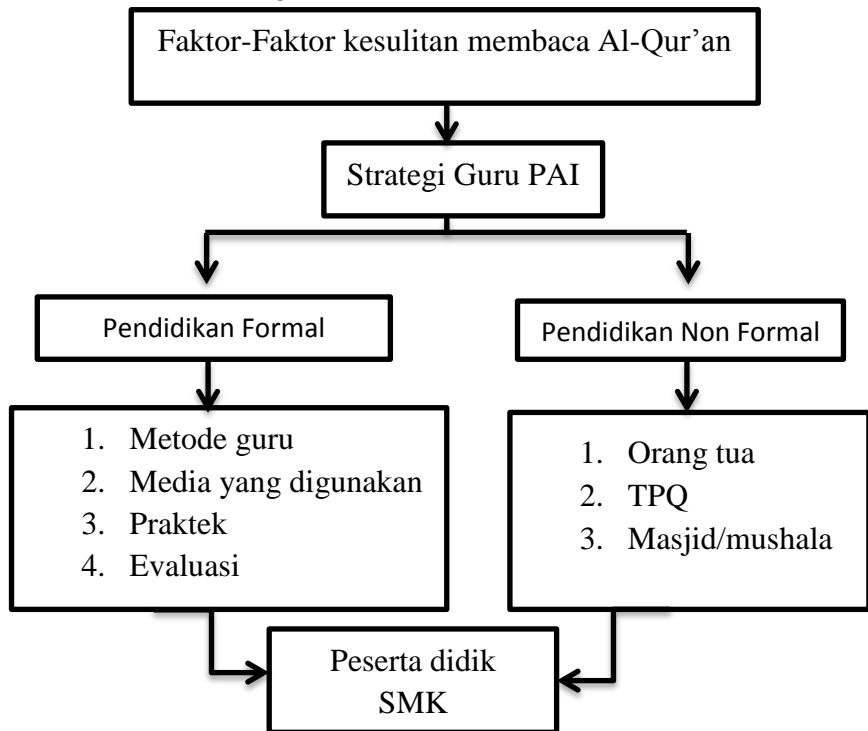 Faktor-Faktor kesulitan membaca Al-Qur’an
Strategi Guru PAI
Pendidikan Formal
Pendidikan Non Formal
1. Metode guru
2. Media yang digunakan
3. Praktek
4. Evaluasi
1. Orang tua
2. TPQ
3. Masjid/mushala
Peserta didik
SMK